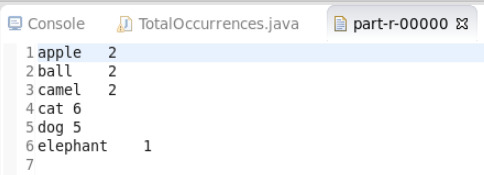 Console TotalOccurrences.java part-r-00000
1 apple 2
2 ball 2
3 camel 2
4 cat 6
5 dog 5
6 elephant 1
7